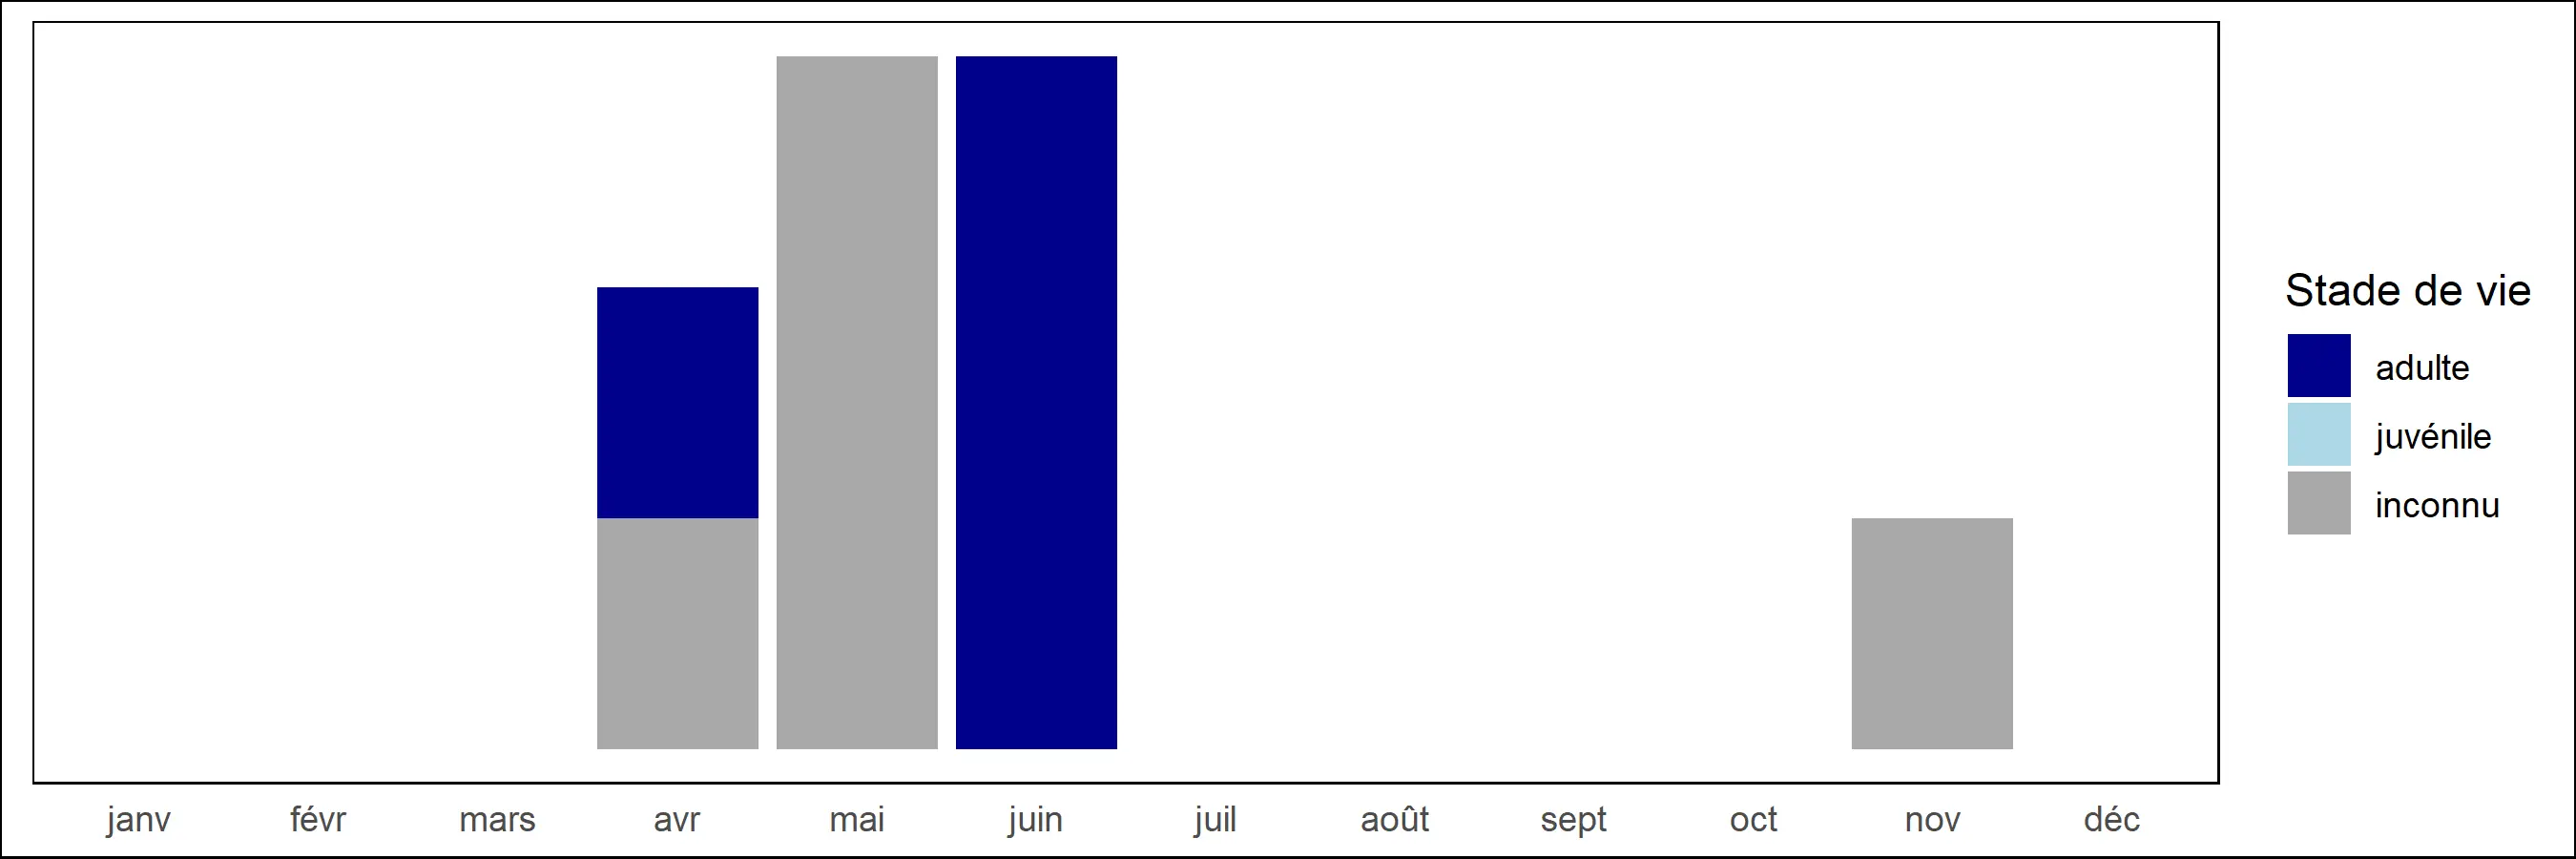 Stade de vie
adulte
juvénile
inconnu
janv févr mars avr mai juin juil août sept oct nov déc